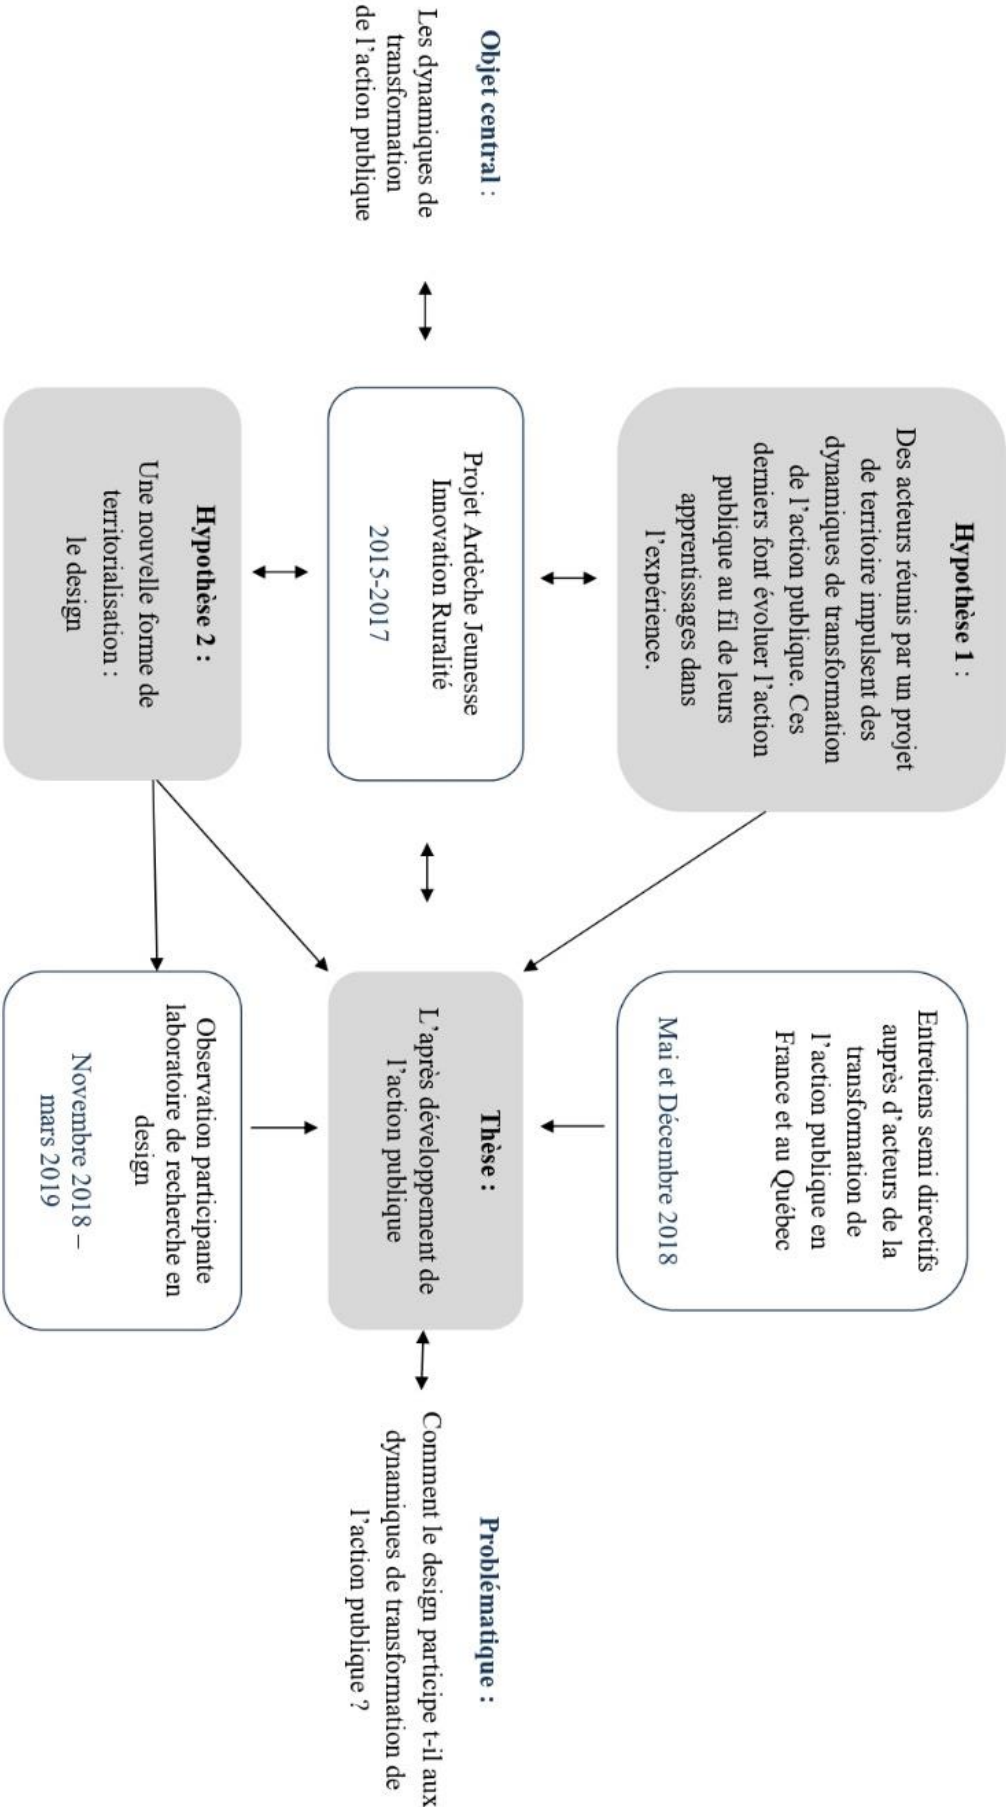 Objet central :
Les dynamiques de
transformation
de l’action publique
Hypothèse 1 :
Des acteurs réunis par un projet
de territoire impulsent des
dynamiques de transformation
de l’action publique. Ces
derniers font évoluer l’action
publique au fil de leurs
apprentissages dans
l’expérience.
Projet Ardèche Jeunesse
Innovation Ruralité
2015-2017
Hypothèse 2 :
Une nouvelle forme de
territorialisation :
le design
Entretiens semi directifs
auprès d’acteurs de la
transformation de
l’action publique en
France et au Québec
Mai et Décembre 2018
Thèse :
L’après développement de
l’action publique
Observation participante
laboratoire de recherche en
design
Novembre 2018 –
mars 2019
Problématique :
Comment le design participe t-il aux
dynamiques de transformation de
l’action publique ?